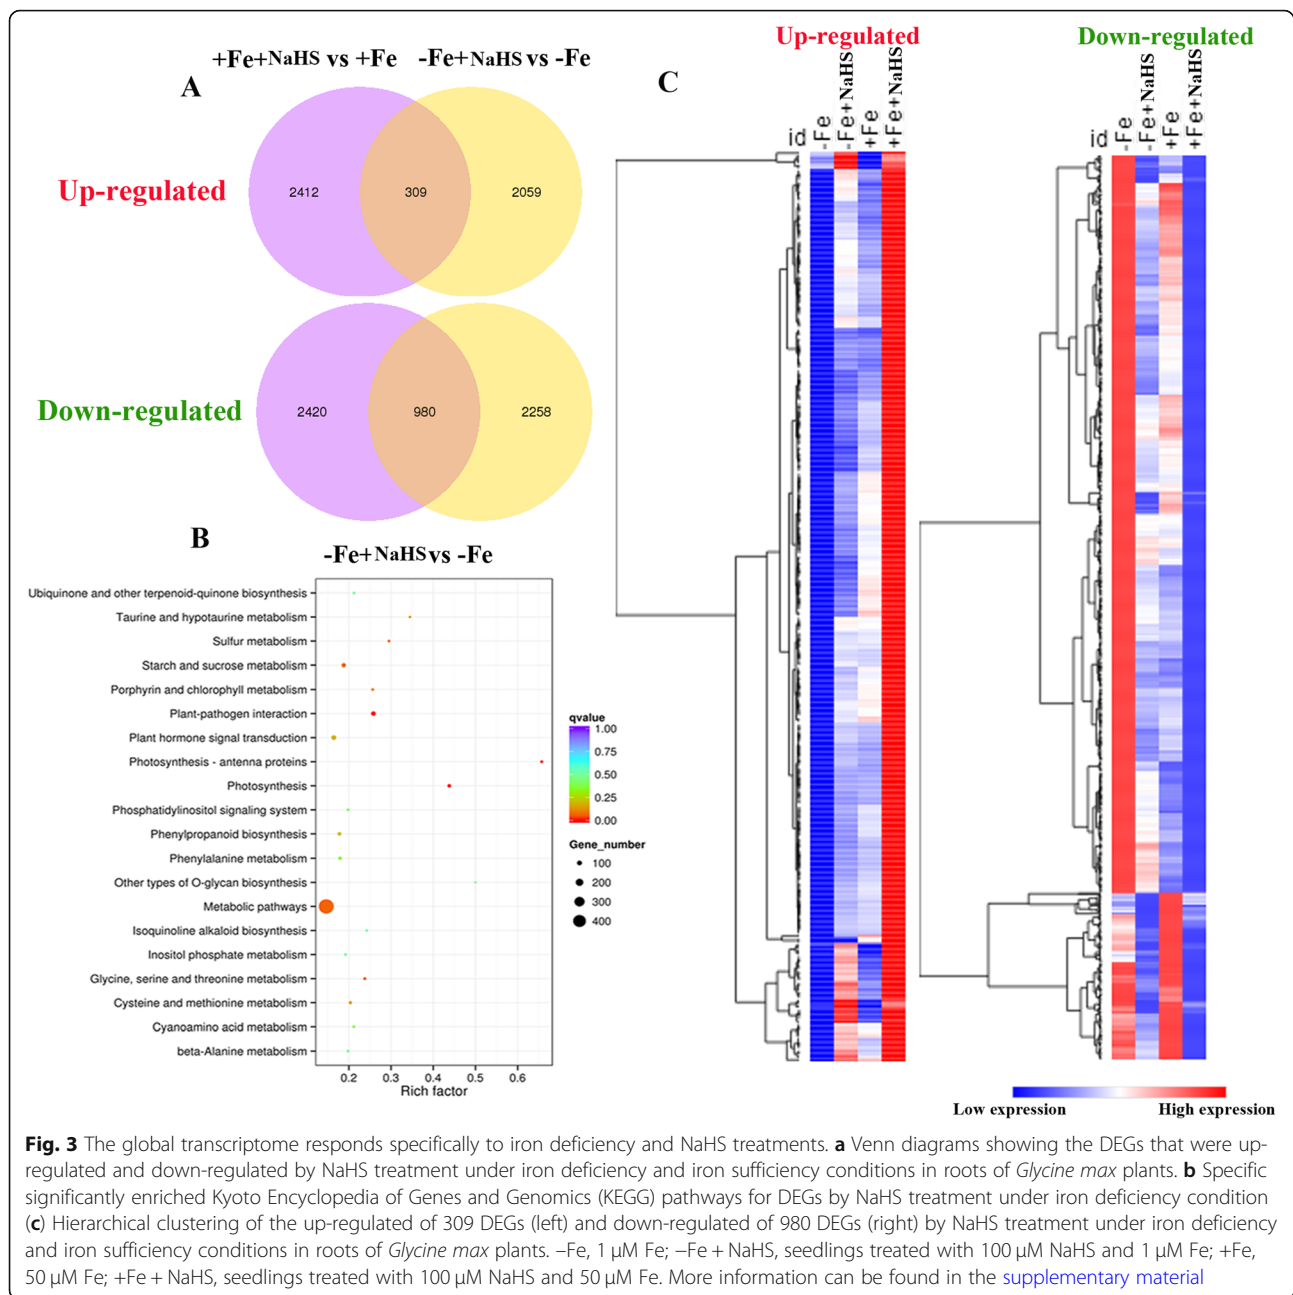 A
+Fe+NaHS vs +Fe
-Fe+NaHS vs -Fe
Up-regulated
2412
309
2059
Down-regulated
2420
980
2258
B
-Fe+NaHS vs -Fe
Ubiquinone and other terpenoid-quinone biosynthesis
Taurine and hypotaurine metabolism
Sulfur metabolism
Starch and sucrose metabolism
Porphyrin and chlorophyll metabolism
Plant-pathogen interaction
Plant hormone signal transduction
Photosynthesis - antenna proteins
Photosynthesis
Phosphatidylinositol signaling system
Phenylpropanoid biosynthesis
Phenylalanine metabolism
Other types of O-glycan biosynthesis
Metabolic pathways
Isoquinoline alkaloid biosynthesis
Inositol phosphate metabolism
Glycine, serine and threonine metabolism
Cysteine and methionine metabolism
Cyanoamino acid metabolism
beta-Alanine metabolism
0.2 0.3 0.4 0.5 0.6
Rich factor
qvalue
1.00
0.75
0.50
0.25
0.00
Gene_number
100
200
300
400
C
Up-regulated
id
-Fe
-Fe+NaHS
+Fe
+Fe+NaHS
Down-regulated
id
-Fe
-Fe+NaHS
+Fe
+Fe+NaHS
Low expression
High expression
Fig. 3 The global transcriptome responds specifically to iron deficiency and NaHS treatments. a Venn diagrams showing the DEGs that were up-
regulated and down-regulated by NaHS treatment under iron deficiency and iron sufficiency conditions in roots of Glycine max plants. b Specific
significantly enriched Kyoto Encyclopedia of Genes and Genomics (KEGG) pathways for DEGs by NaHS treatment under iron deficiency condition
(c) Hierarchical clustering of the up-regulated of 309 DEGs (left) and down-regulated of 980 DEGs (right) by NaHS treatment under iron deficiency
and iron sufficiency conditions in roots of Glycine max plants. –Fe, 1 μM Fe; –Fe + NaHS, seedlings treated with 100 μM NaHS and 1 μM Fe; +Fe,
50 μM Fe; +Fe + NaHS, seedlings treated with 100 μM NaHS and 50 μM Fe. More information can be found in the supplementary material